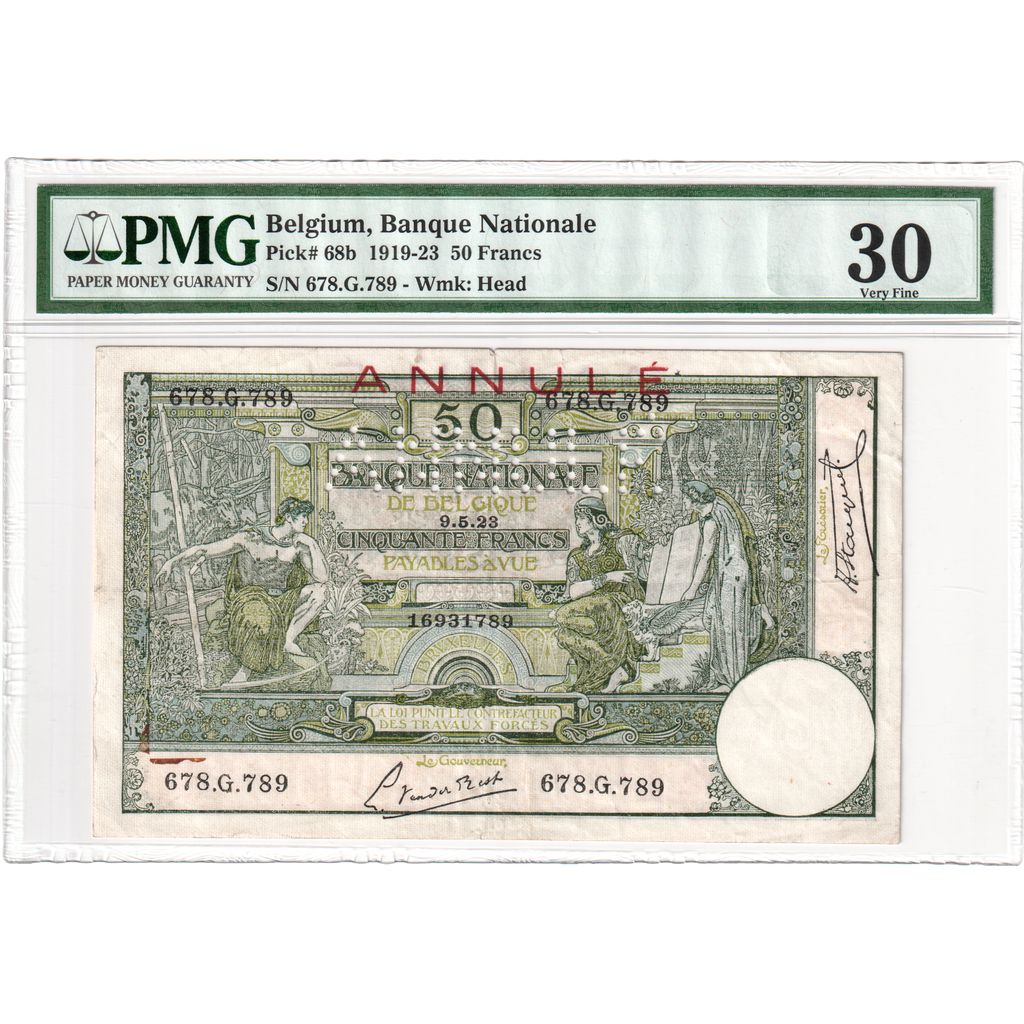 PMG
PAPER MONEY GUARANTY
Belgium, Banque Nationale
Pick# 68b 1919-23 50 Francs
S/N 678.G.789 - Wmk: Head
30
Very Fine
ANNULÉ
678.G.789
678.G.789
50
BANQUE NATIONALE
DE BELGIQUE
9.5.23
CINQUANTE FRANCS
PAYABLES À VUE
16931789
BRUXELLES
LA LOI PUNIT LE CONTREFACTEUR
DES TRAVAUX FORCÉS
Le Gouverneur,
678.G.789
678.G.789
Le Caissier,